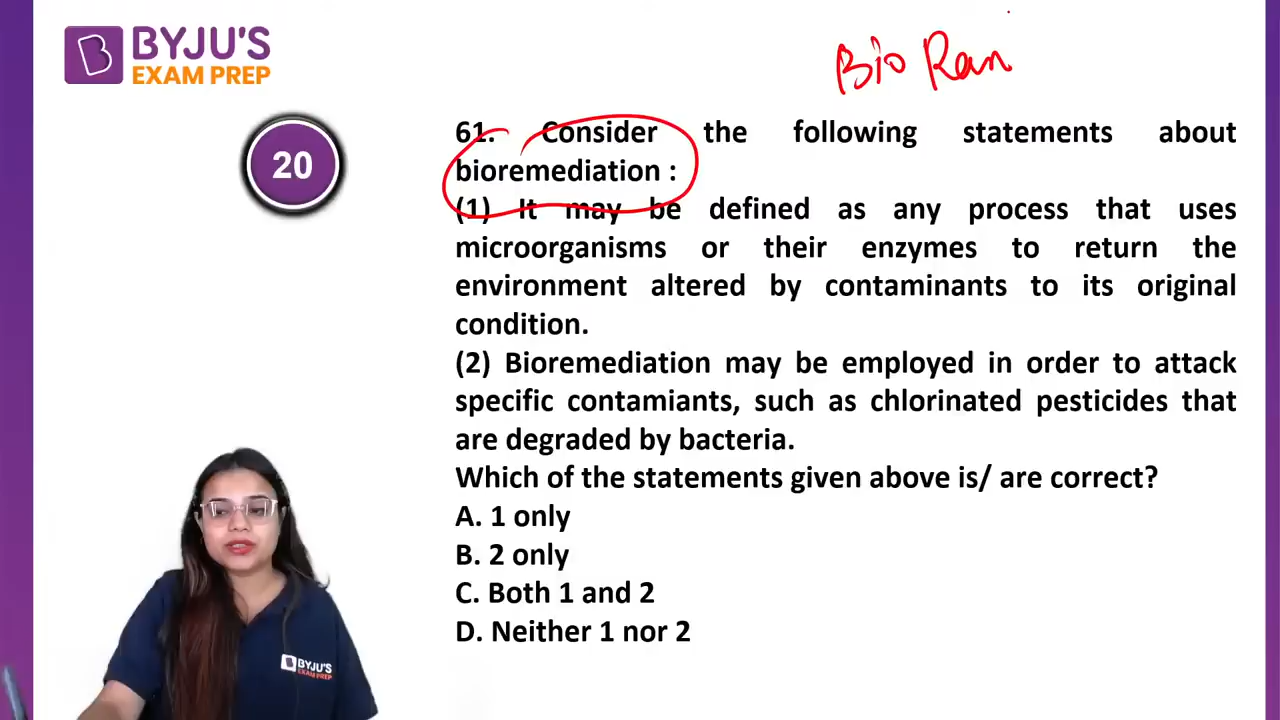 BYJU'S
EXAM PREP
Bio Ran
20
61. Consider the following statements about
bioremediation :
(1) It may be defined as any process that uses
microorganisms or their enzymes to return the
environment altered by contaminants to its original
condition.
(2) Bioremediation may be employed in order to attack
specific contamiants, such as chlorinated pesticides that
are degraded by bacteria.
Which of the statements given above is/ are correct?
A. 1 only
B. 2 only
C. Both 1 and 2
D. Neither 1 nor 2
BYJU'S
EXAM PREP